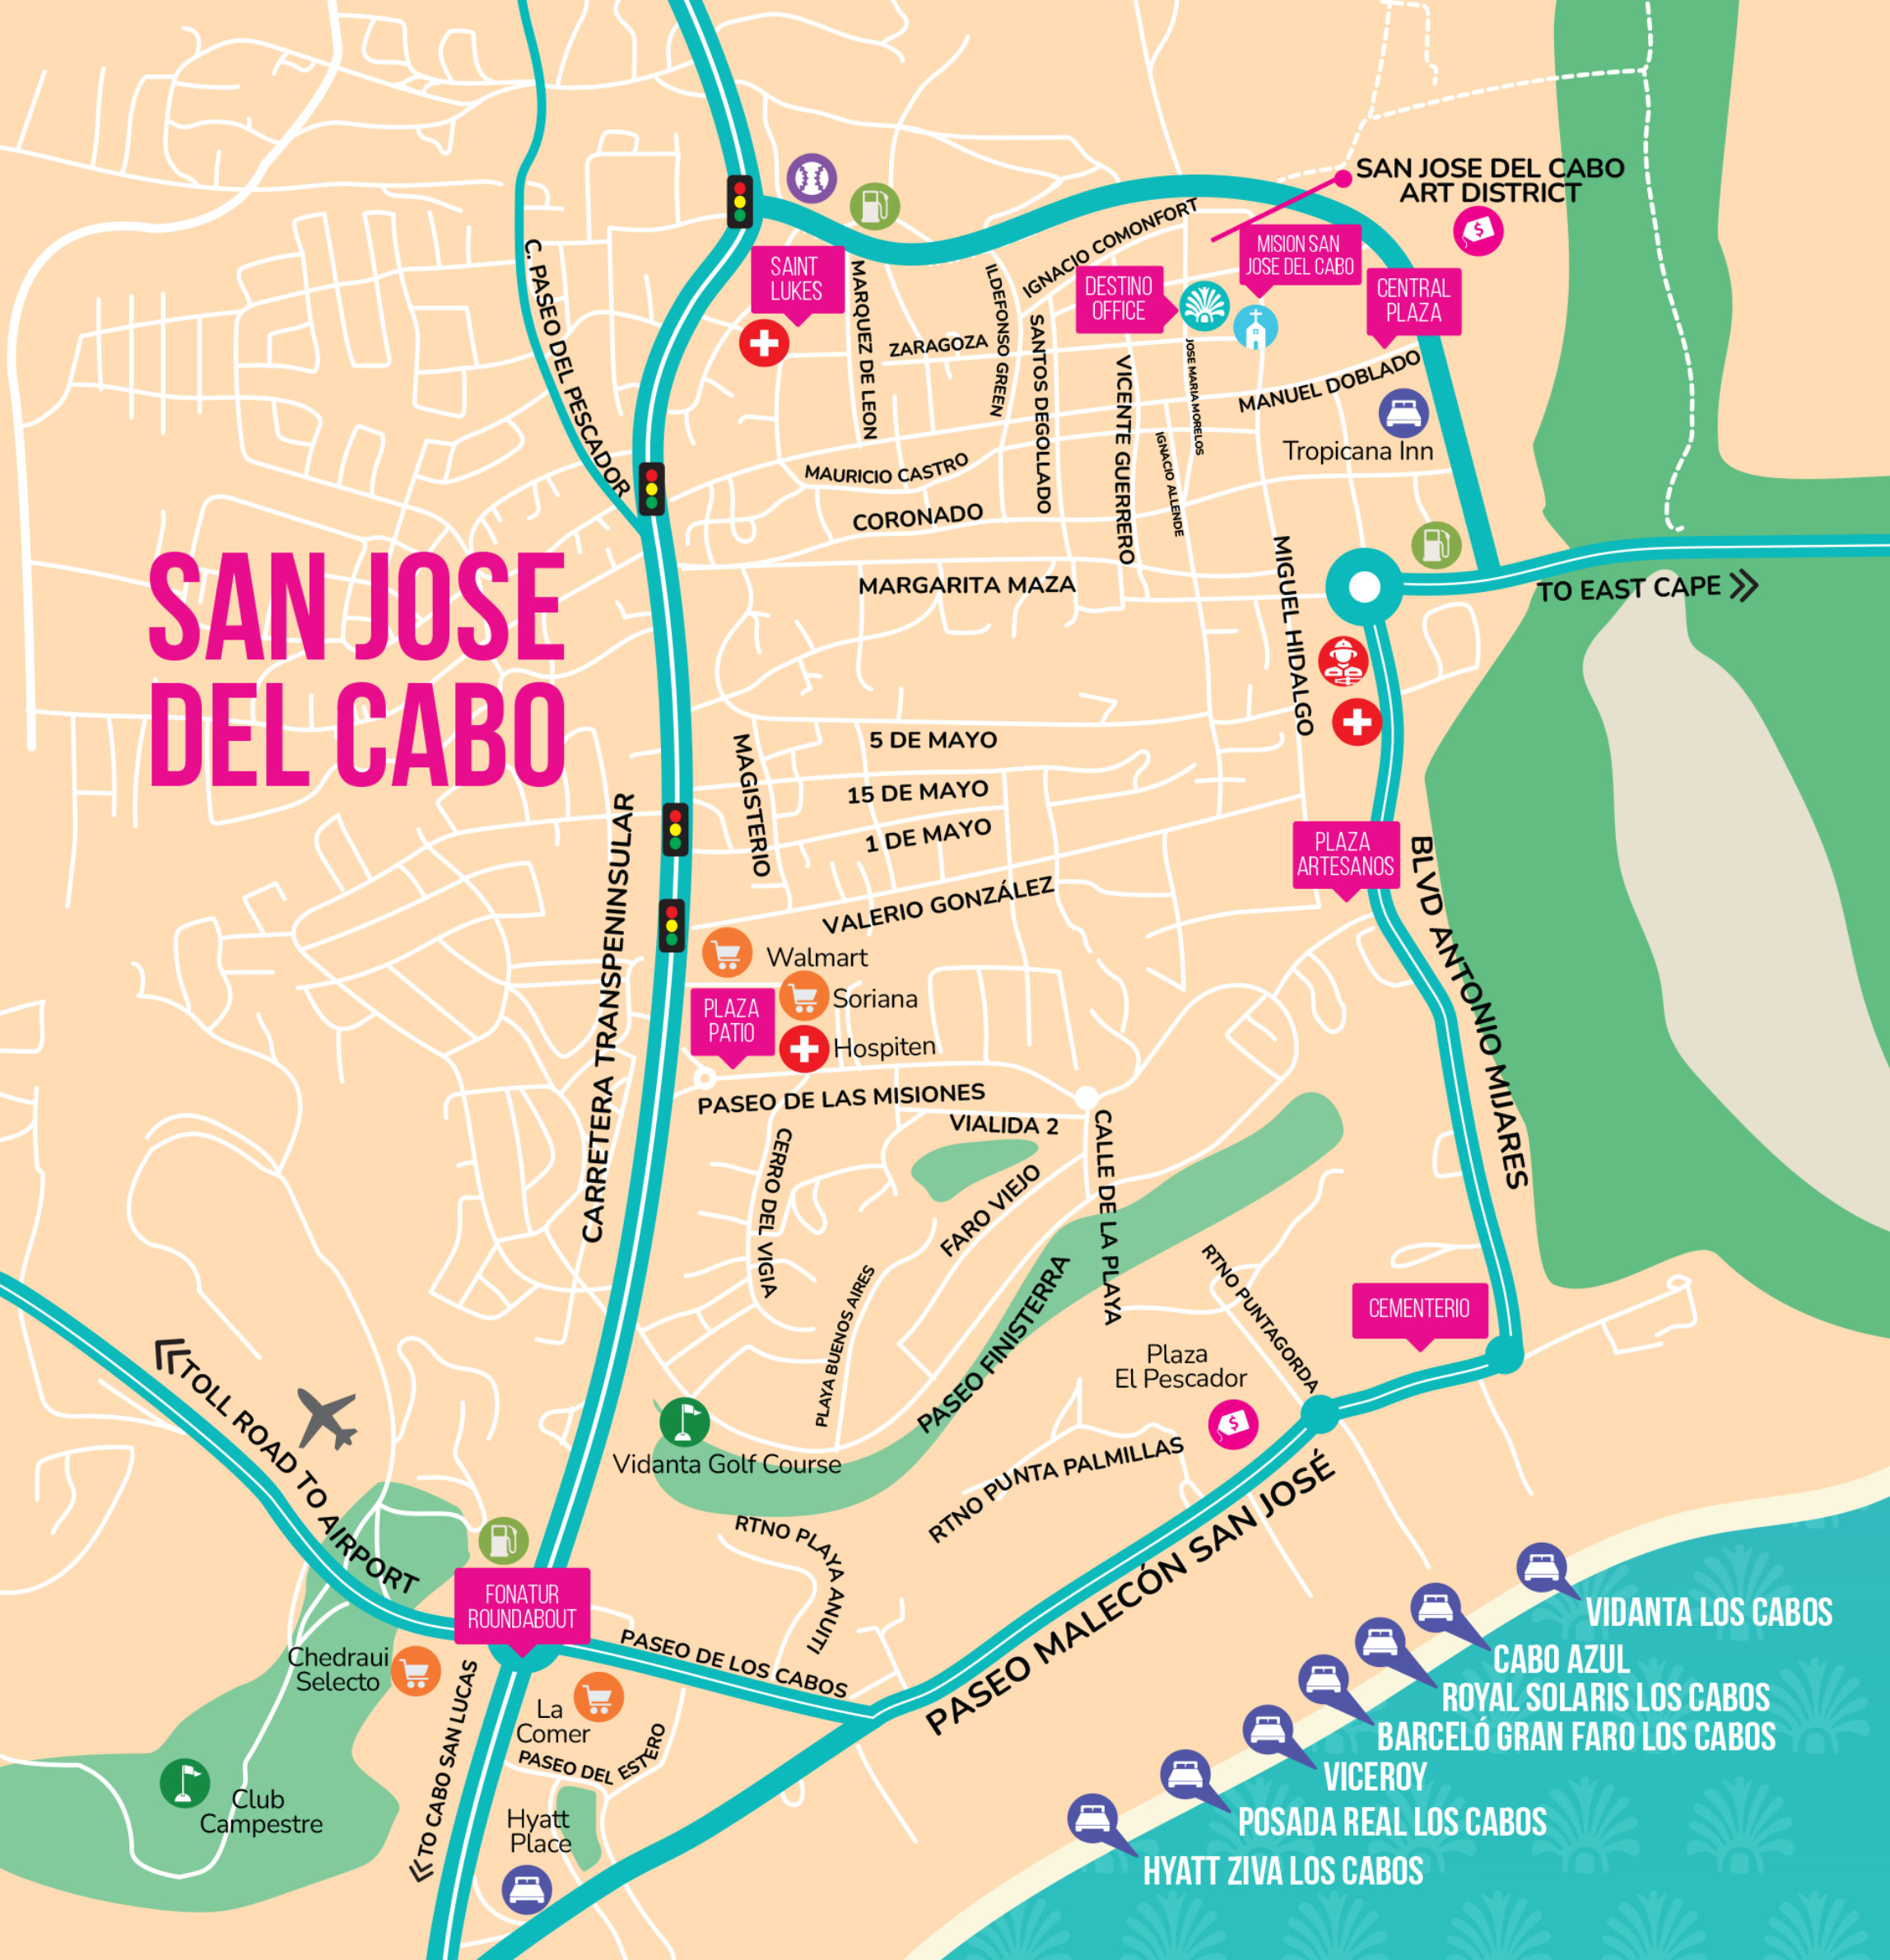 SAN JOSE DEL CABO
ART DISTRICT
C. PASEO DEL PESCADOR
SAINT
LUKES
MARQUEZ DE LEON
ZARAGOZA
ILDEFONSO GREEN
IGNACIO COMONFORT
SANTOS DEGOLLADO
DESTINO
OFFICE
MISION SAN
JOSE DEL CABO
CENTRAL
PLAZA
VICENTE GUERRERO
JOSE MARIA MORELOS
IGNACIO ALLENDE
MANUEL DOBLADO
Tropicana Inn
MAURICIO CASTRO
CORONADO
MARGARITA MAZA
MIGUEL HIDALGO
TO EAST CAPE
SAN JOSE
DEL CABO
5 DE MAYO
15 DE MAYO
1 DE MAYO
MAGISTERIO
VALERIO GONZÁLEZ
CARRETERA TRANSPENINSULAR
PLAZA
ARTESANOS
BLVD ANTONIO MIJARES
Walmart
Soriana
PLAZA
PATIO
Hospiten
PASEO DE LAS MISIONES
VIALIDA 2
CERRO DEL VIGIA
FARO VIEJO
CALLE DE LA PLAYA
PLAYA BUENOS AIRES
PASEO FINISTERRA
RTNO PUNTAGORDA
CEMENTERIO
Plaza
El Pescador
Vidanta Golf Course
RTNO PUNTA PALMILLAS
RTNO PLAYA ANUITI
TOLL ROAD TO AIRPORT
FONATUR
ROUNDABOUT
PASEO DE LOS CABOS
PASEO MALECÓN SAN JOSÉ
Chedraui
Selecto
La
Comer
PASEO DEL ESTERO
TO CABO SAN LUCAS
Club
Campestre
Hyatt
Place
VIDANTA LOS CABOS
CABO AZUL
ROYAL SOLARIS LOS CABOS
BARCELÓ GRAN FARO LOS CABOS
VICEROY
POSADA REAL LOS CABOS
HYATT ZIVA LOS CABOS